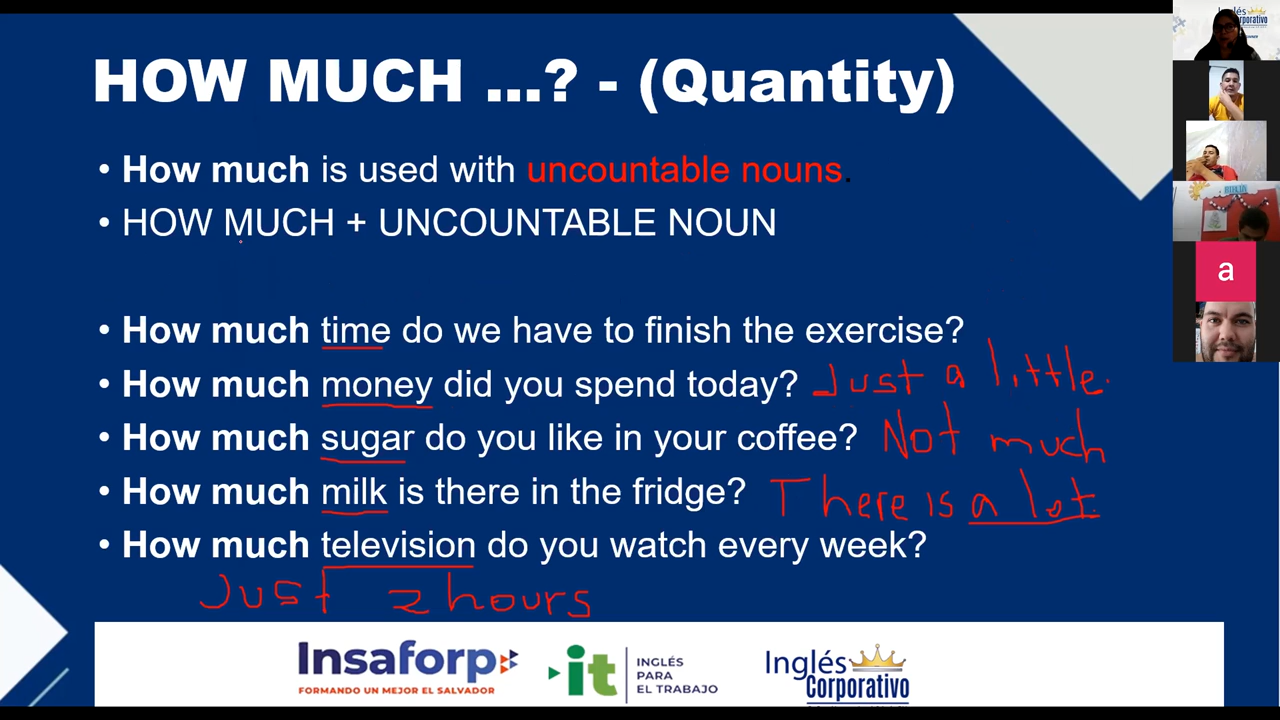 HOW MUCH ...? - (Quantity)
• How much is used with uncountable nouns.
• HOW MUCH + UNCOUNTABLE NOUN
• How much time do we have to finish the exercise?
• How much money did you spend today? Just a little.
• How much sugar do you like in your coffee? Not much
• How much milk is there in the fridge? There is a lot.
• How much television do you watch every week?
Just 2 hours
Insaforp
FORMANDO UN MEJOR EL SALVADOR
it
INGLÉS
PARA
EL TRABAJO
Inglés
Corporativo
Inglés
Corporativo
a